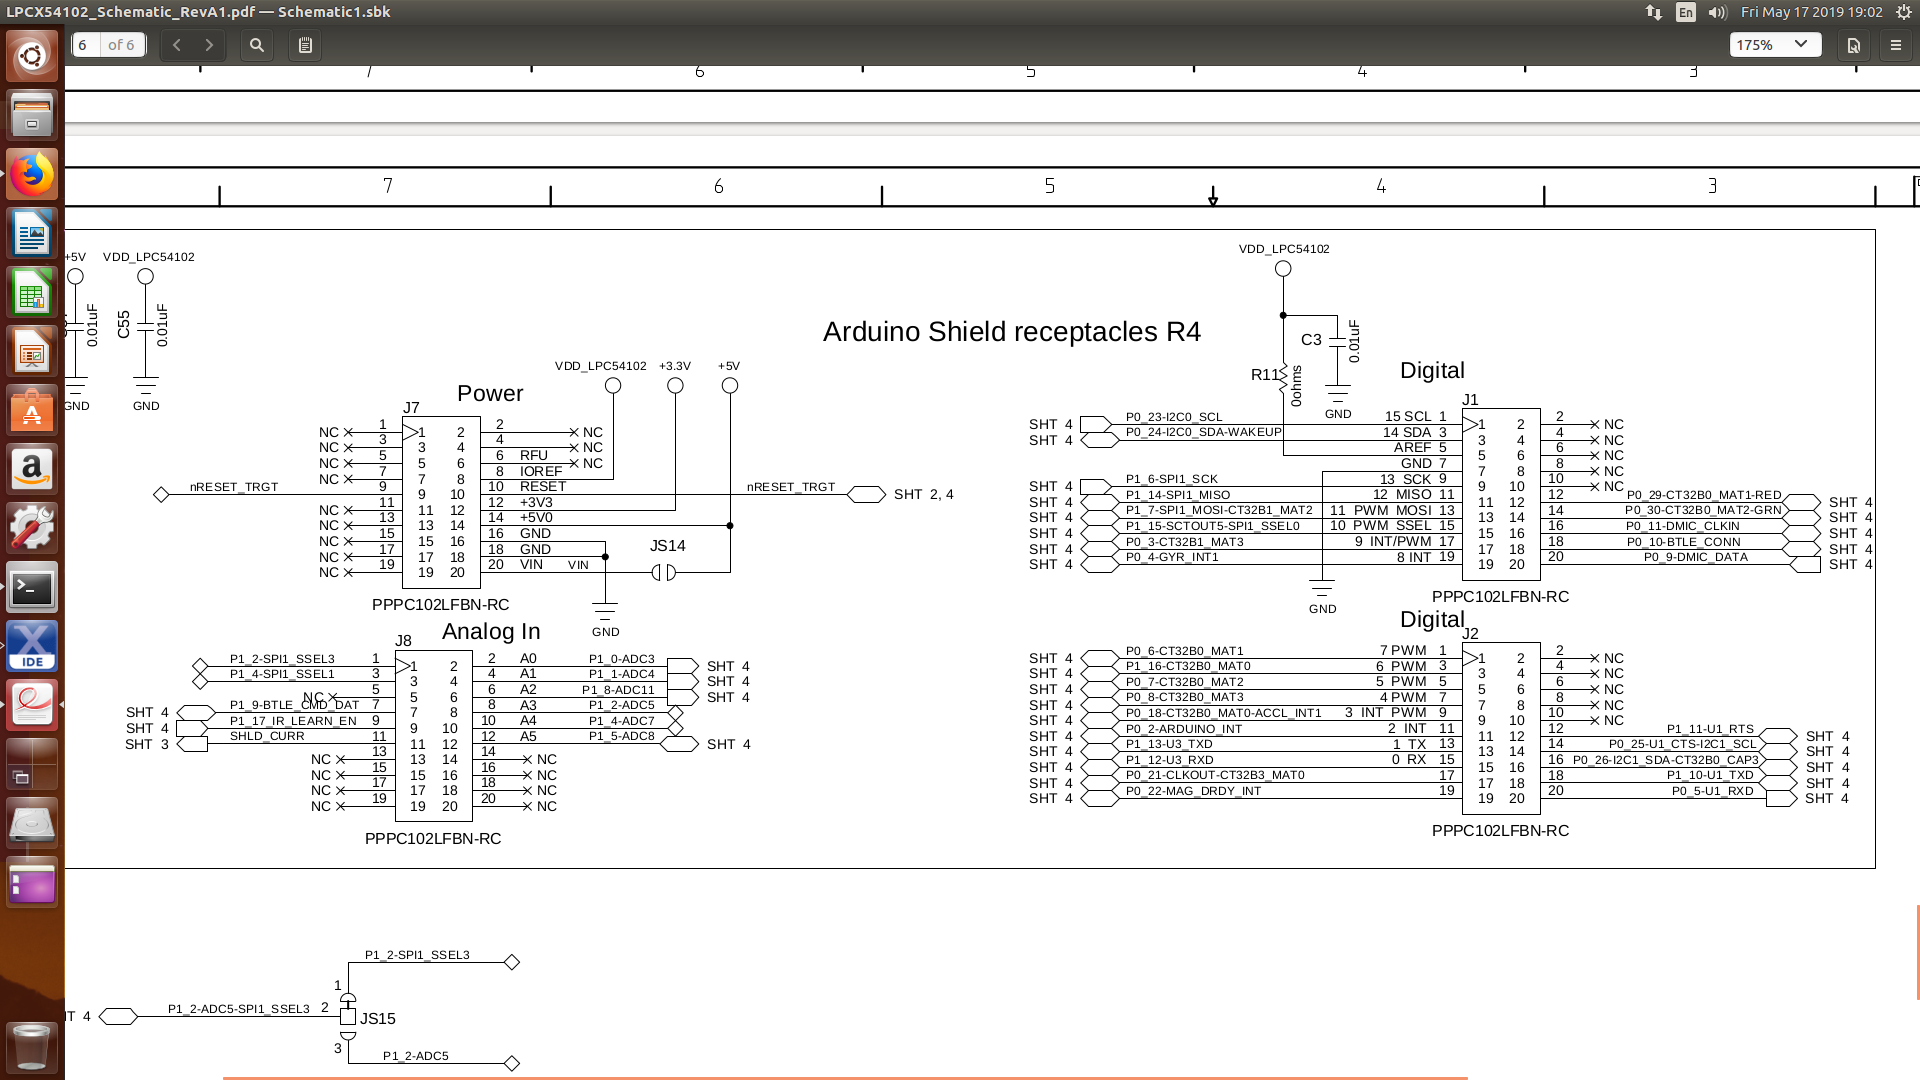 LPCX54102_Schematic_RevA1.pdf — Schematic1.sbk
En
Fri May 17 2019 19:02
6 of 6
175%
7 6 5 4 3
7 6 5 4 3
+5V VDD_LPC54102
0.01uF C55 0.01uF
GND GND
Arduino Shield receptacles R4
VDD_LPC54102
C3 0.01uF
R11 0ohms
GND
Power
VDD_LPC54102 +3.3V +5V
J7
NC 1 1 2 2 NC
NC 3 3 4 4 NC
NC 5 5 6 6 RFU NC
NC 7 7 8 8 IOREF
nRESET_TRGT 9 9 10 10 RESET nRESET_TRGT SHT 2, 4
NC 11 11 12 12 +3V3
NC 13 13 14 14 +5V0
NC 15 15 16 16 GND
NC 17 17 18 18 GND
NC 19 19 20 20 VIN VIN
JS14
PPPC102LFBN-RC
GND
Analog In
J8
P1_2-SPI1_SSEL3 1 1 2 2 A0 P1_0-ADC3 SHT 4
P1_4-SPI1_SSEL1 3 3 4 4 A1 P1_1-ADC4 SHT 4
NC 5 5 6 6 A2 P1_8-ADC11 SHT 4
SHT 4 P1_9-BTLE_CMD_DAT 7 7 8 8 A3 P1_2-ADC5
SHT 4 P1_17_IR_LEARN_EN 9 9 10 10 A4 P1_4-ADC7
SHT 3 SHLD_CURR 11 11 12 12 A5 P1_5-ADC8 SHT 4
NC 13 13 14 14 NC
NC 15 15 16 16 NC
NC 17 17 18 18 NC
NC 19 19 20 20 NC
PPPC102LFBN-RC
Digital
J1
SHT 4 P0_23-I2C0_SCL 15 SCL 1 1 2 2 NC
SHT 4 P0_24-I2C0_SDA-WAKEUP 14 SDA 3 3 4 4 NC
AREF 5 5 6 6 NC
GND 7 7 8 8 NC
SHT 4 P1_6-SPI1_SCK 13 SCK 9 9 10 10 NC
SHT 4 P1_14-SPI1_MISO 12 MISO 11 11 12 12 P0_29-CT32B0_MAT1-RED SHT 4
SHT 4 P1_7-SPI1_MOSI-CT32B1_MAT2 11 PWM MOSI 13 13 14 14 P0_30-CT32B0_MAT2-GRN SHT 4
SHT 4 P1_15-SCTOUT5-SPI1_SSEL0 10 PWM SSEL 15 15 16 16 P0_11-DMIC_CLKIN SHT 4
SHT 4 P0_3-CT32B1_MAT3 9 INT/PWM 17 17 18 18 P0_10-BTLE_CONN SHT 4
SHT 4 P0_4-GYR_INT1 8 INT 19 19 20 20 P0_9-DMIC_DATA SHT 4
GND
PPPC102LFBN-RC
Digital
J2
SHT 4 P0_6-CT32B0_MAT1 7 PWM 1 1 2 2 NC
SHT 4 P1_16-CT32B0_MAT0 6 PWM 3 3 4 4 NC
SHT 4 P0_7-CT32B0_MAT2 5 PWM 5 5 6 6 NC
SHT 4 P0_8-CT32B0_MAT3 4 PWM 7 7 8 8 NC
SHT 4 P0_18-CT32B0_MAT0-ACCL_INT1 3 INT PWM 9 9 10 10 NC
SHT 4 P0_2-ARDUINO_INT 2 INT 11 11 12 12 P1_11-U1_RTS SHT 4
SHT 4 P1_13-U3_TXD 1 TX 13 13 14 14 P0_25-U1_CTS-I2C1_SCL SHT 4
SHT 4 P1_12-U3_RXD 0 RX 15 15 16 16 P0_26-I2C1_SDA-CT32B0_CAP3 SHT 4
SHT 4 P0_21-CLKOUT-CT32B3_MAT0 17 17 18 18 P1_10-U1_TXD SHT 4
SHT 4 P0_22-MAG_DRDY_INT 19 19 20 20 P0_5-U1_RXD SHT 4
PPPC102LFBN-RC
P1_2-SPI1_SSEL3
1
4 P1_2-ADC5-SPI1_SSEL3 2 JS15
3
P1_2-ADC5
IDE